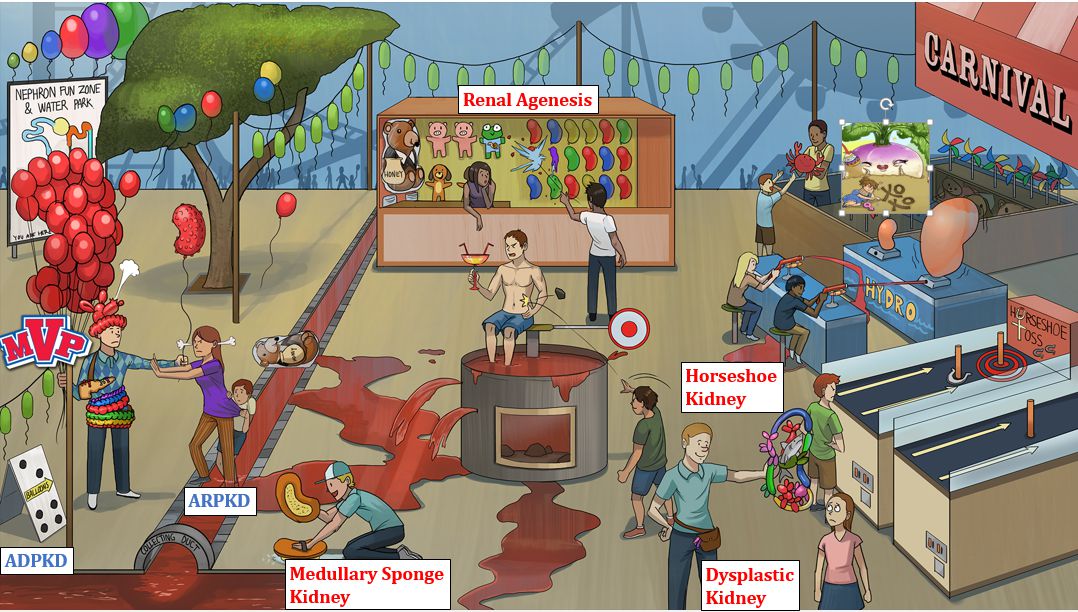 NEPHRON FUN ZONE
& WATER PARK
YOU ARE HERE
CARNIVAL
Renal Agenesis
HONEY
HYDRO
HORSESHOE
TOSS
MVP
Horseshoe
Kidney
BALLOONS
ARPKD
COLLECTING DUCT
ADPKD
Medullary Sponge
Kidney
Dysplastic
Kidney